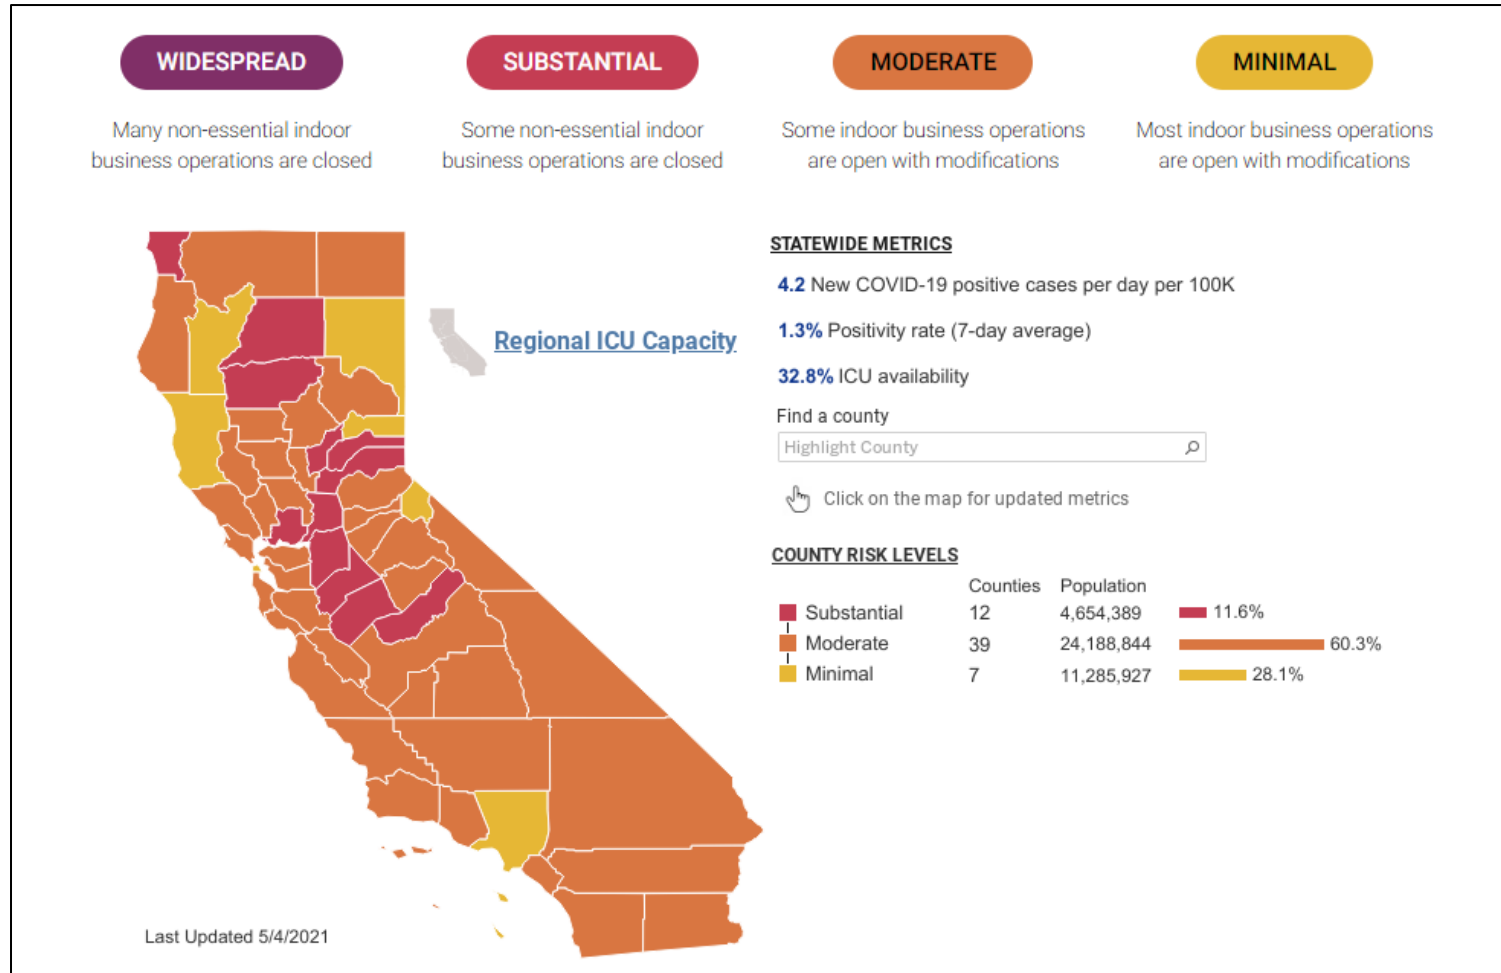 WIDESPREAD
SUBSTANTIAL
MODERATE
MINIMAL
Many non-essential indoor
business operations are closed
Some non-essential indoor
business operations are closed
Some indoor business operations
are open with modifications
Most indoor business operations
are open with modifications
Regional ICU Capacity
STATEWIDE METRICS
4.2 New COVID-19 positive cases per day per 100K
1.3% Positivity rate (7-day average)
32.8% ICU availability
Find a county
Highlight County
Click on the map for updated metrics
COUNTY RISK LEVELS
Counties Population
Substantial 12 4,654,389 11.6%
Moderate 39 24,188,844 60.3%
Minimal 7 11,285,927 28.1%
Last Updated 5/4/2021